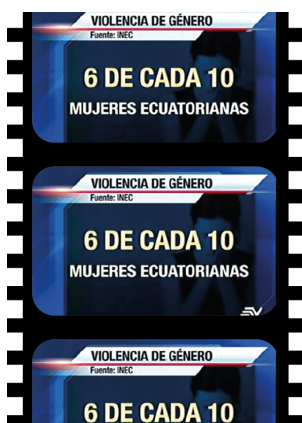 VIOLENCIA DE GÉNERO
Fuente: INEC
6 DE CADA 10
MUJERES ECUATORIANAS
VIOLENCIA DE GÉNERO
Fuente: INEC
6 DE CADA 10
MUJERES ECUATORIANAS
VIOLENCIA DE GÉNERO
Fuente: INEC
6 DE CADA 10